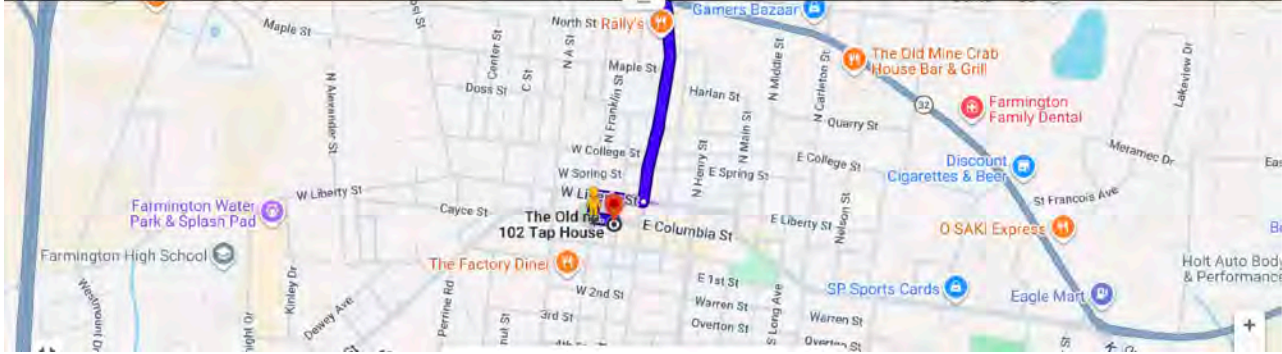 Gamers Bazaar
North St
Rally's
Maple St
The Old Mine Crab
House Bar & Grill
Center St
C St
N A St
Maple St
N Middle St
N Carleton St
Lakeview Dr
Doss St
N Franklin St
Harlan St
32
Farmington
Family Dental
N Alexander St
Quarry St
W College St
N Henry St
N Main St
E College St
Meramec Dr
W Spring St
E Spring St
Discount
Cigarettes & Beer
W Liberty St
St Francois Ave
Farmington Water
Park & Splash Pad
Cayce St
The Old
102 Tap House
E Columbia St
E Liberty St
Nelson St
O SAKI Express
Farmington High School
The Factory Diner
Holt Auto Body
& Performance
Westmount Dr
Kinley Dr
Dewey Ave
Perrine Rd
W 2nd St
E 1st St
SP Sports Cards
Eagle Mart
3rd St
Warren St
S Long Ave
Warren St
Overton St
Overton St
+